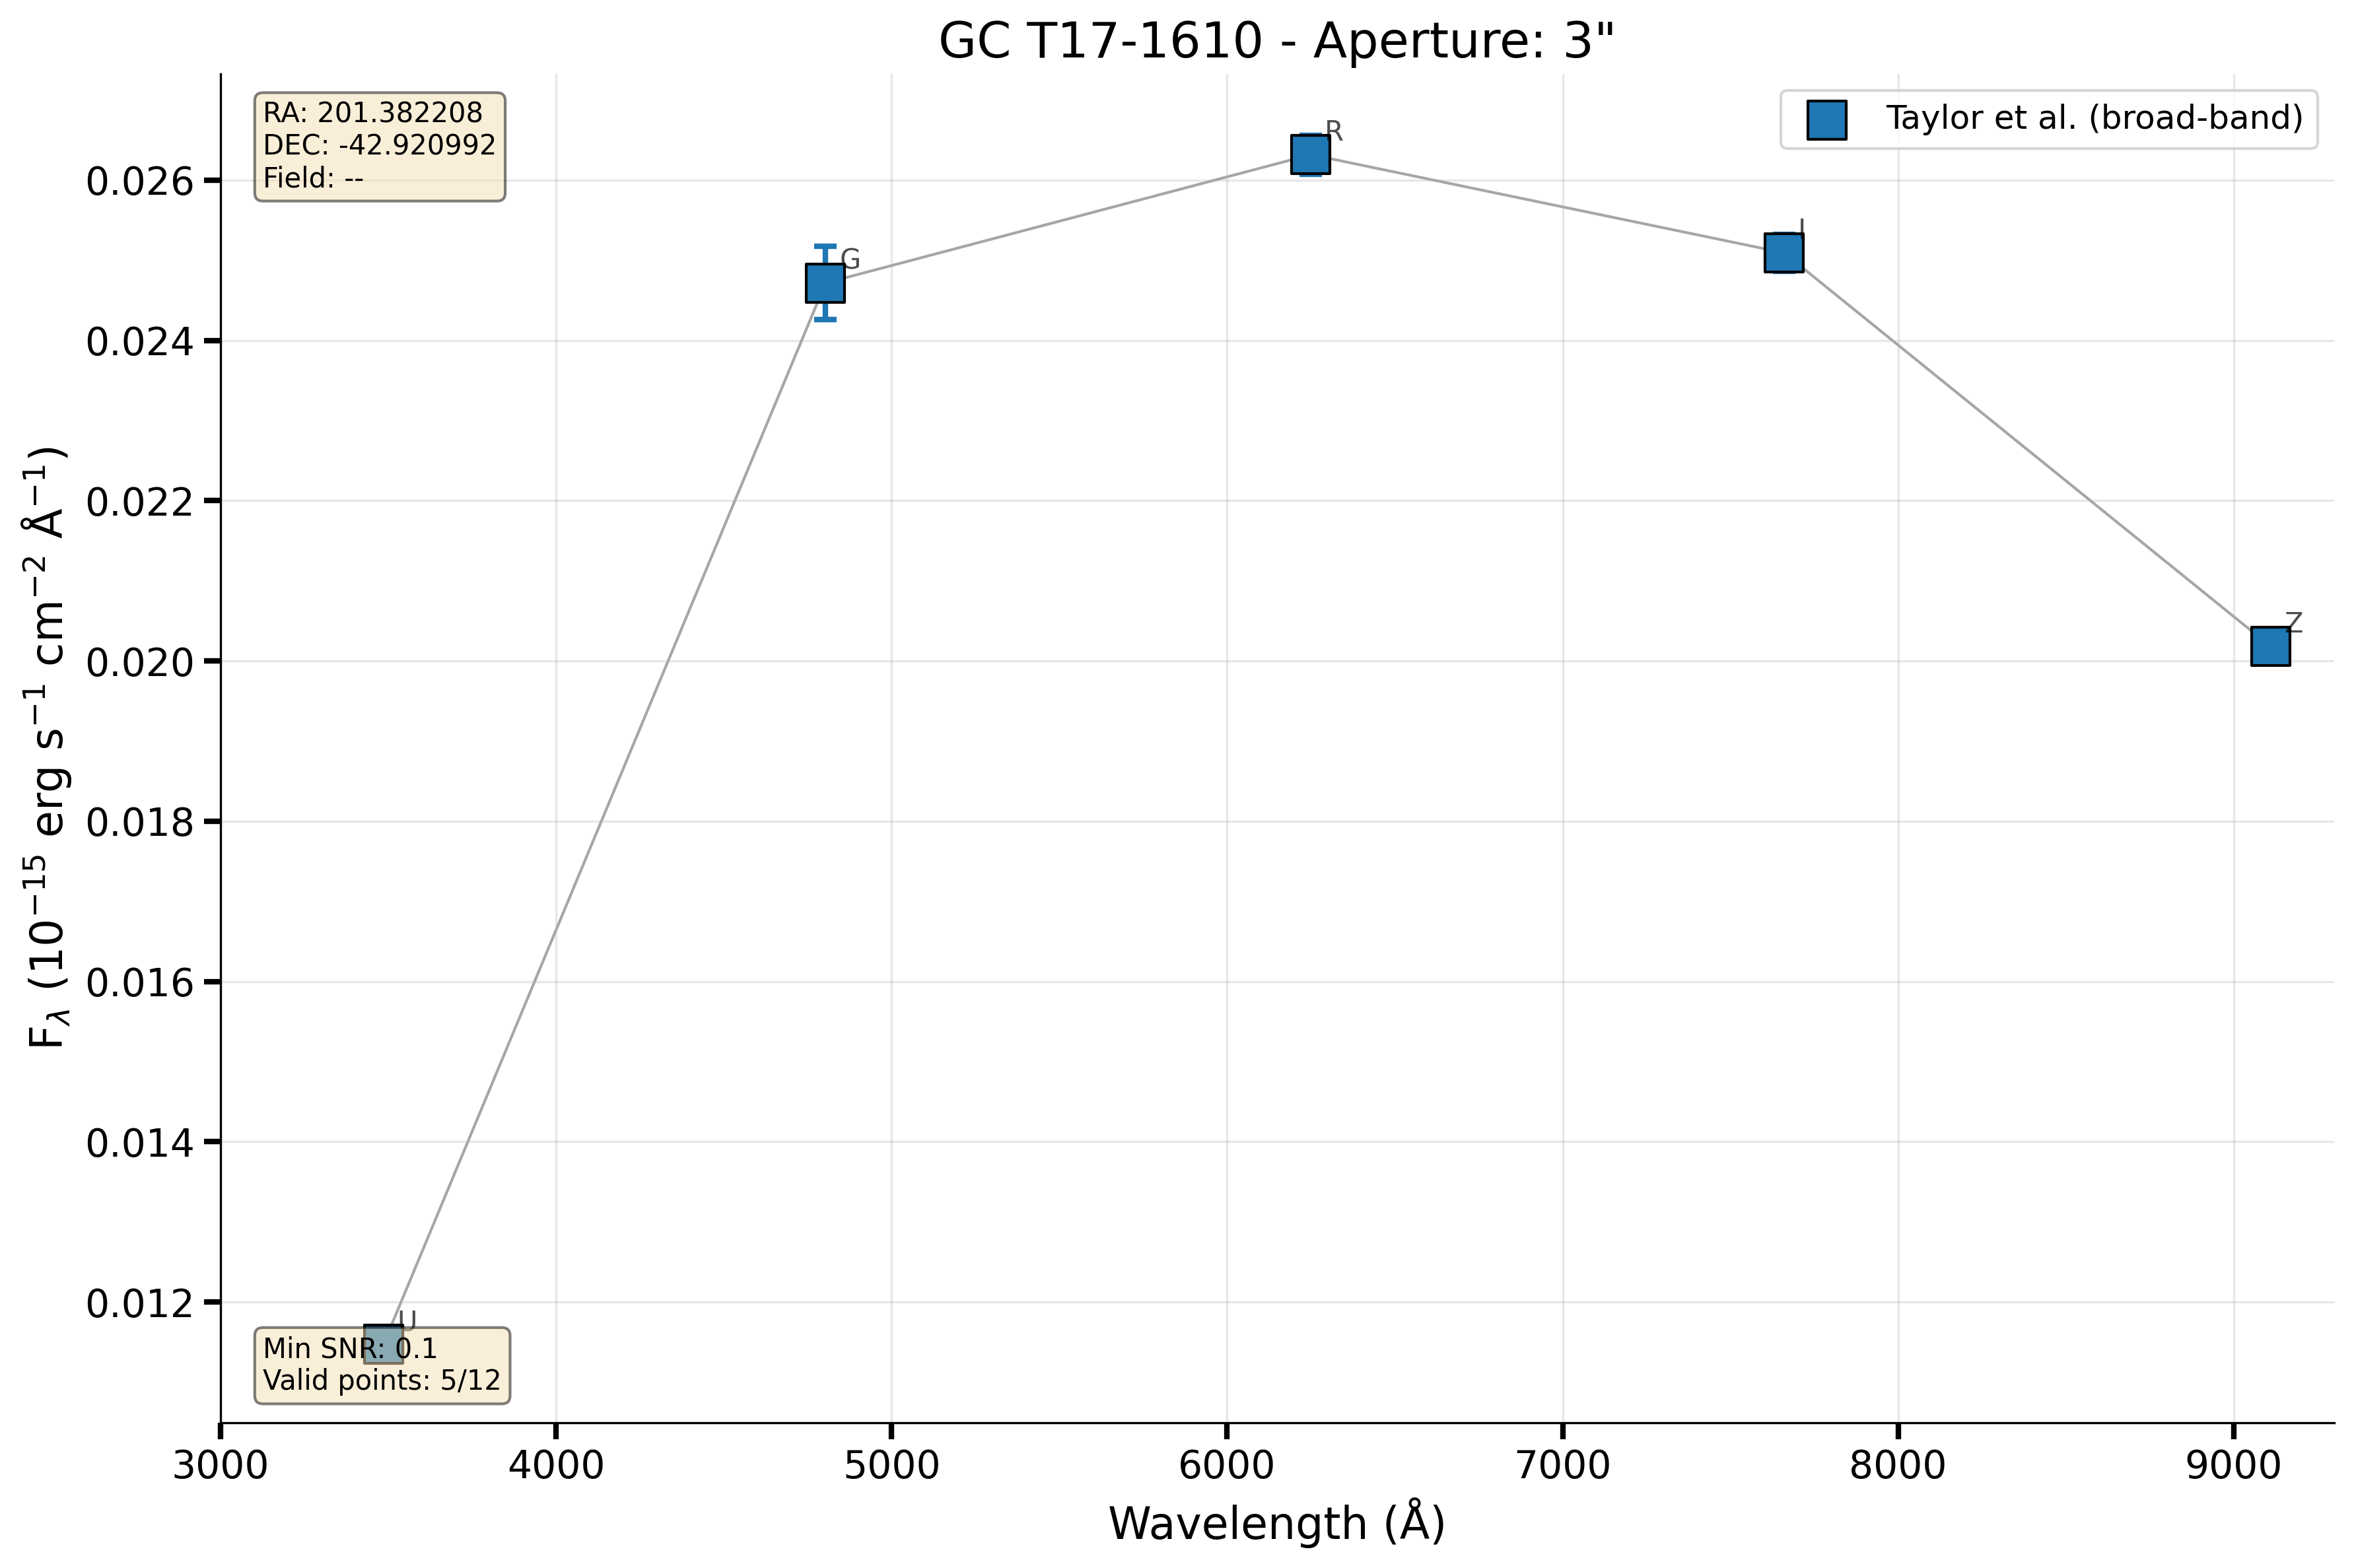 GC T17-1610 - Aperture: 3"
RA: 201.382208
DEC: -42.920992
Field: --
Taylor et al. (broad-band)
R
I
G
Z
U
0.026
0.024
0.022
0.020
0.018
0.016
0.014
0.012
F_λ (10⁻¹⁵ erg s⁻¹ cm⁻² Å⁻¹)
Min SNR: 0.1
Valid points: 5/12
3000 4000 5000 6000 7000 8000 9000
Wavelength (Å)